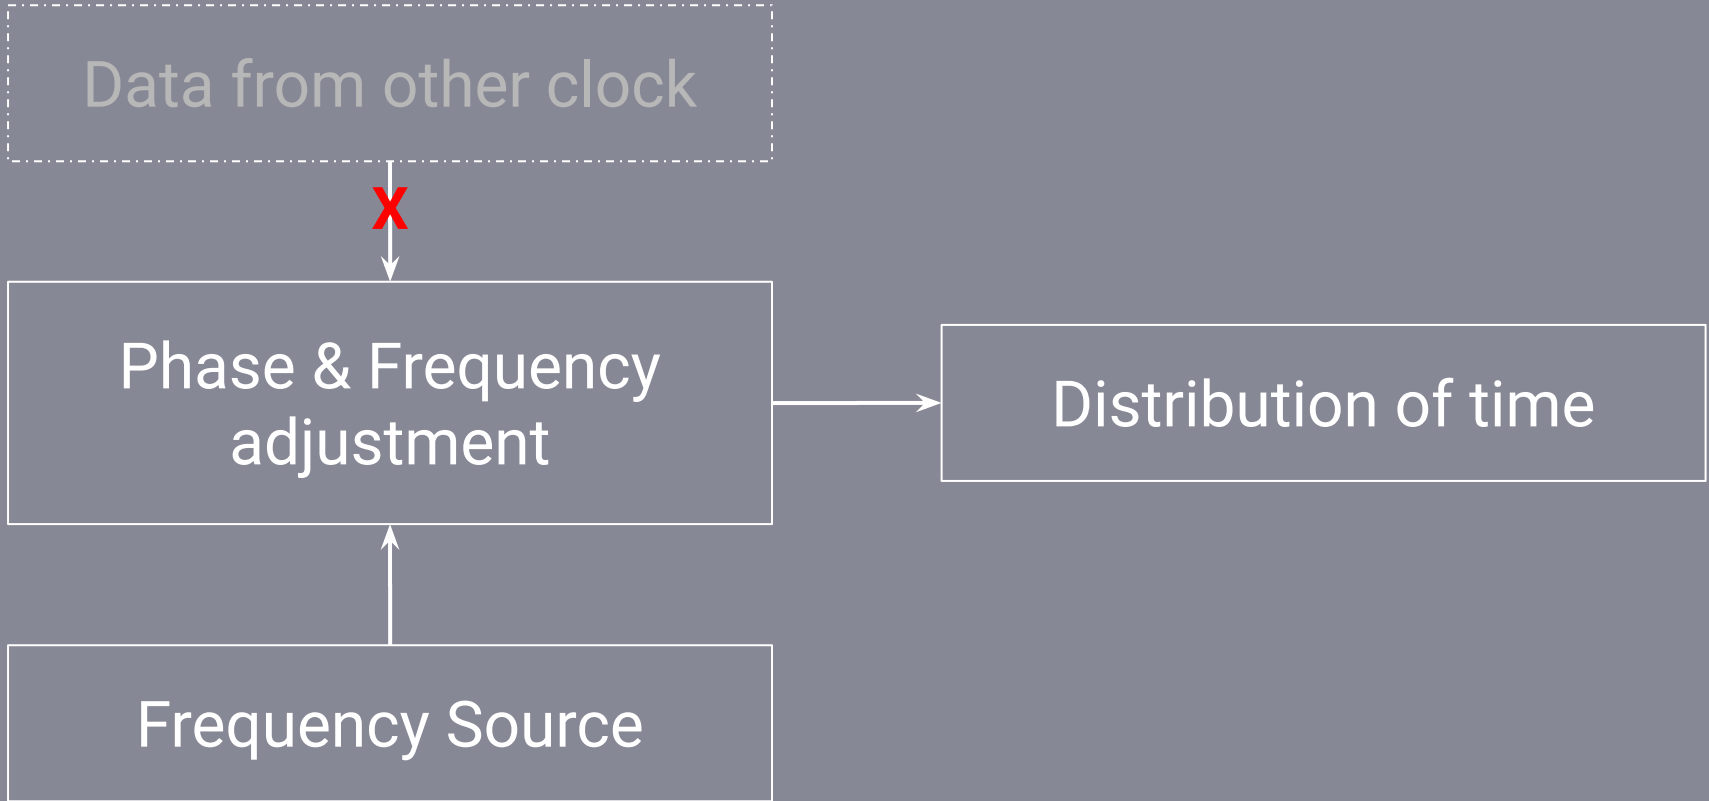 Data from other clock
X
Phase & Frequency
adjustment
Distribution of time
Frequency Source